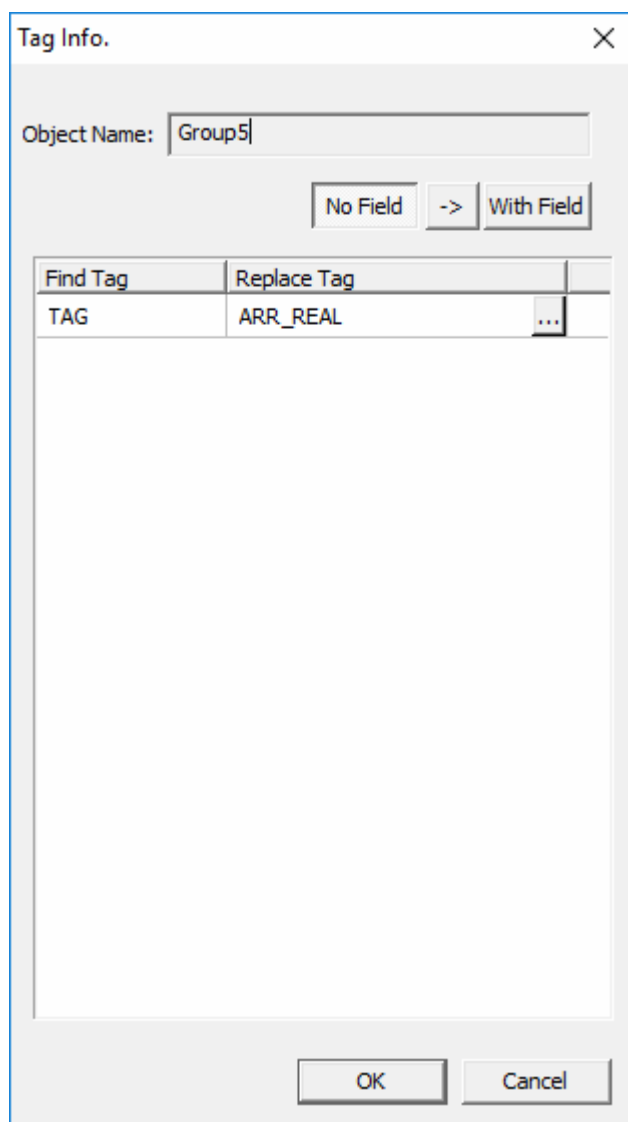 Tag Info.
Object Name: Group5
No Field -> With Field
Find Tag Replace Tag
TAG ARR_REAL ...
OK Cancel